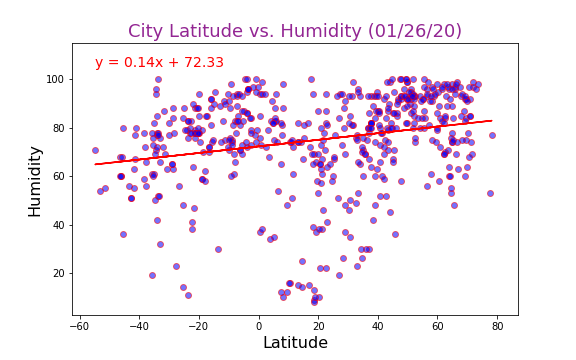 City Latitude vs. Humidity (01/26/20)
y = 0.14x + 72.33
100
80
60
40
20
Humidity
−60 −40 −20 0 20 40 60 80
Latitude